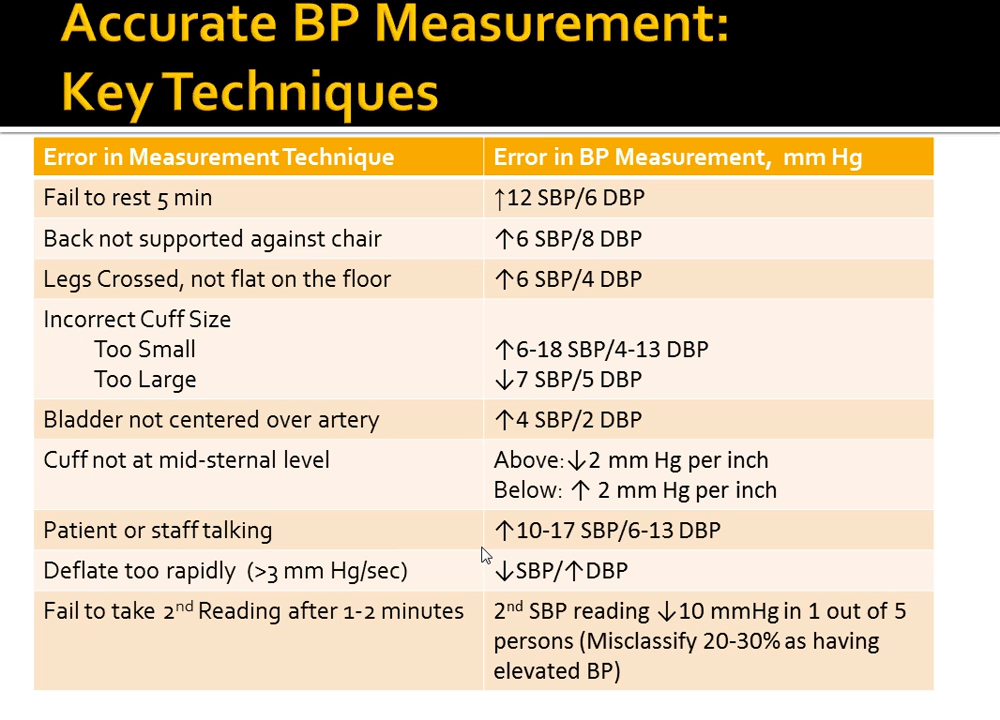 Accurate BP Measurement:
Key Techniques
Error in Measurement Technique
Error in BP Measurement, mm Hg
Fail to rest 5 min
↑12 SBP/6 DBP
Back not supported against chair
↑6 SBP/8 DBP
Legs Crossed, not flat on the floor
↑6 SBP/4 DBP
Incorrect Cuff Size
Too Small
↑6-18 SBP/4-13 DBP
Too Large
↓7 SBP/5 DBP
Bladder not centered over artery
↑4 SBP/2 DBP
Cuff not at mid-sternal level
Above:↓2 mm Hg per inch
Below: ↑ 2 mm Hg per inch
Patient or staff talking
↑10-17 SBP/6-13 DBP
Deflate too rapidly (>3 mm Hg/sec)
↓SBP/↑DBP
Fail to take 2nd Reading after 1-2 minutes
2nd SBP reading ↓10 mmHg in 1 out of 5
persons (Misclassify 20-30% as having
elevated BP)